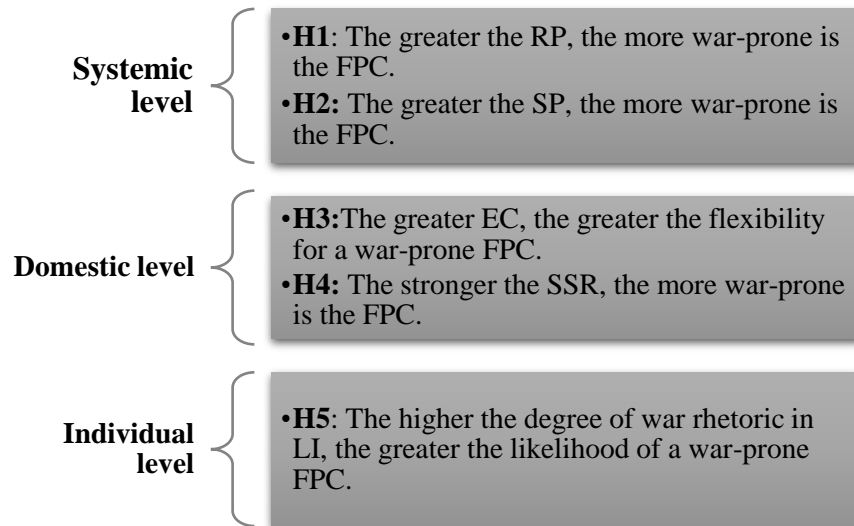 Systemic
level
•H1: The greater the RP, the more war-prone is
the FPC.
•H2: The greater the SP, the more war-prone is
the FPC.
Domestic level
•H3:The greater EC, the greater the flexibility
for a war-prone FPC.
•H4: The stronger the SSR, the more war-prone
is the FPC.
Individual
level
•H5: The higher the degree of war rhetoric in
LI, the greater the likelihood of a war-prone
FPC.